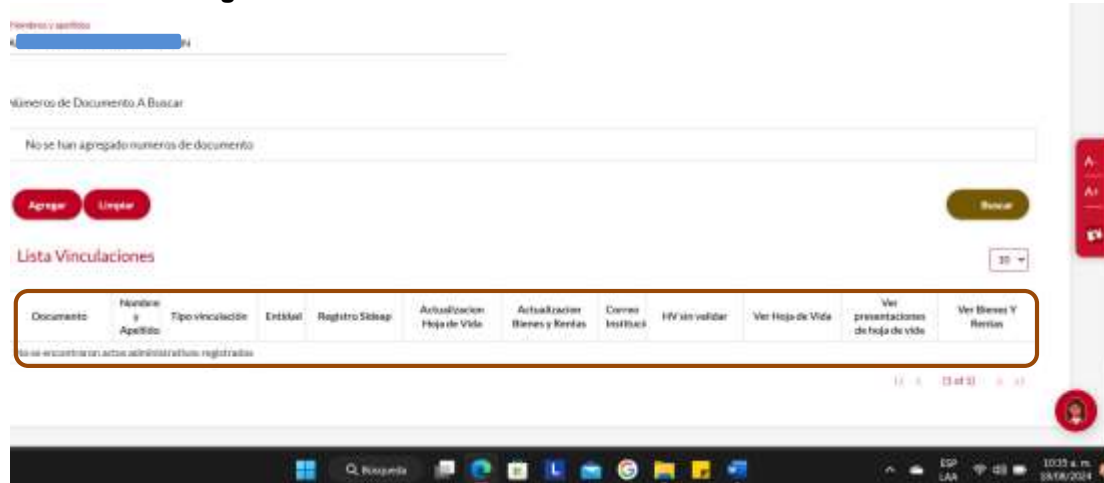 Nombres y apellidos
N
Números de Documento A Buscar
No se han agregado numeros de documento
Agregar Limpiar Buscar
A-
A+
Lista Vinculaciones 10
Documento Nombre y Apellido Tipo vinculación Entidad Registro Sideap Actualizacion Hoja de Vida Actualizacion Bienes y Rentas Correo Instituci HV sin validar Ver Hoja de Vida Ver presentaciones de hoja de vida Ver Bienes Y Rentas
No se encontraron actos administrativos registrados
(1 of 1)
Búsqueda
ESP
LAA
10:35 a. m.
18/08/2024